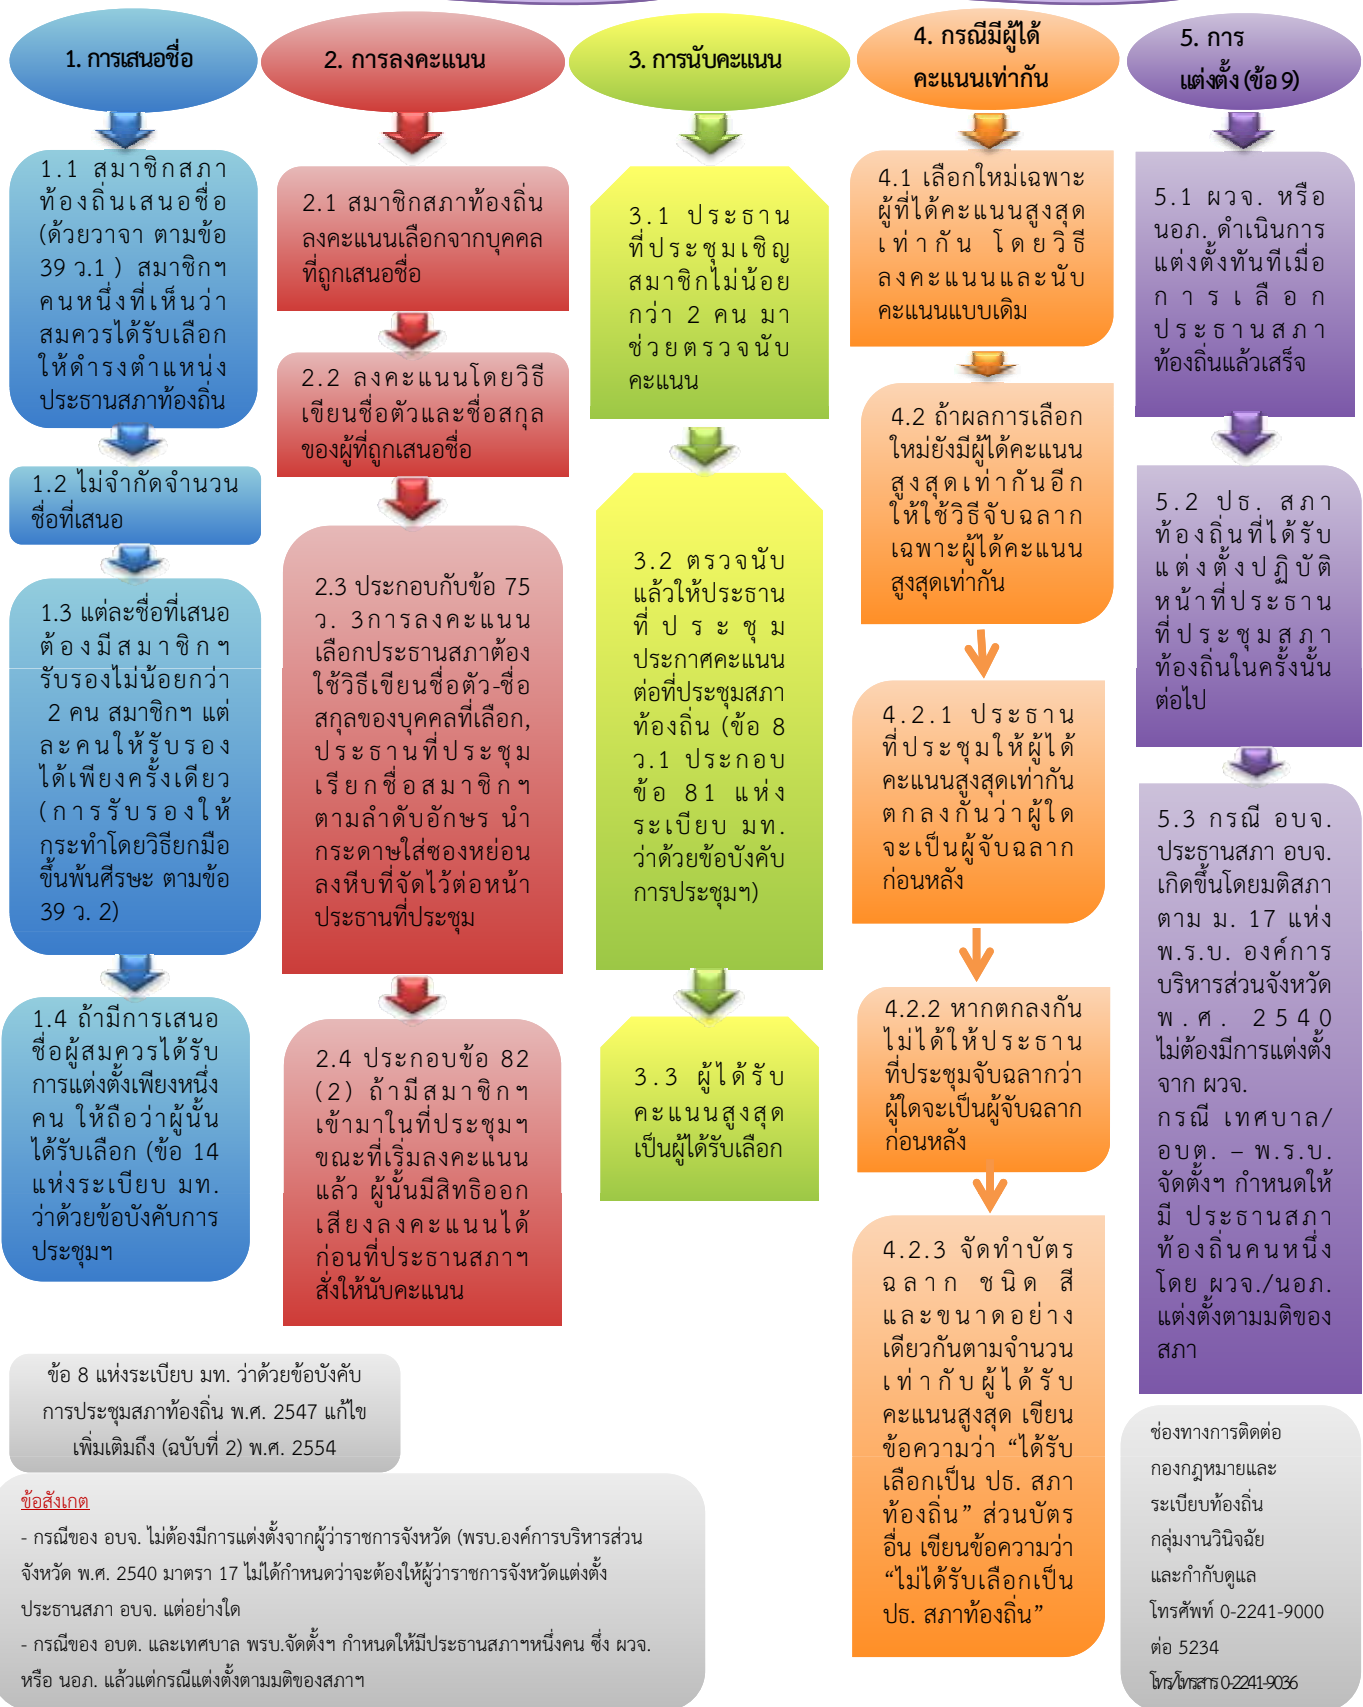 1. การเสนอชื่อ
1.1 สมาชิกสภา
ท้องถิ่นเสนอชื่อ
(ด้วยวาจา ตามข้อ
39 ว.1 ) สมาชิกฯ
คนหนึ่งที่เห็นว่า
สมควรได้รับเลือก
ให้ดำรงตำแหน่ง
ประธานสภาท้องถิ่น
1.2 ไม่จำกัดจำนวน
ชื่อที่เสนอ
1.3 แต่ละชื่อที่เสนอ
ต้องมีสมาชิกฯ
รับรองไม่น้อยกว่า
2 คน สมาชิกฯ แต่
ละคนให้รับรอง
ได้เพียงครั้งเดียว
(การรับรองให้
กระทำโดยวิธียกมือ
ขึ้นพ้นศีรษะ ตามข้อ
39 ว. 2)
1.4 ถ้ามีการเสนอ
ชื่อผู้สมควรได้รับ
การแต่งตั้งเพียงหนึ่ง
คน ให้ถือว่าผู้นั้น
ได้รับเลือก (ข้อ 14
แห่งระเบียบ มท.
ว่าด้วยข้อบังคับการ
ประชุมฯ
2. การลงคะแนน
2.1 สมาชิกสภาท้องถิ่น
ลงคะแนนเลือกจากบุคคล
ที่ถูกเสนอชื่อ
2.2 ลงคะแนนโดยวิธี
เขียนชื่อตัวและชื่อสกุล
ของผู้ที่ถูกเสนอชื่อ
2.3 ประกอบกับข้อ 75
ว. 3การลงคะแนน
เลือกประธานสภาต้อง
ใช้วิธีเขียนชื่อตัว-ชื่อ
สกุลของบุคคลที่เลือก,
ประธานที่ประชุม
เรียกชื่อสมาชิกฯ
ตามลำดับอักษร นำ
กระดาษใส่ซองหย่อน
ลงหีบที่จัดไว้ต่อหน้า
ประธานที่ประชุม
2.4 ประกอบข้อ 82
(2) ถ้ามีสมาชิกฯ
เข้ามาในที่ประชุมฯ
ขณะที่เริ่มลงคะแนน
แล้ว ผู้นั้นมีสิทธิออก
เสียงลงคะแนนได้
ก่อนที่ประธานสภาฯ
สั่งให้นับคะแนน
3. การนับคะแนน
3.1 ประธาน
ที่ประชุมเชิญ
สมาชิกไม่น้อย
กว่า 2 คน มา
ช่วยตรวจนับ
คะแนน
3.2 ตรวจนับ
แล้วให้ประธาน
ที่ประชุม
ประกาศคะแนน
ต่อที่ประชุมสภา
ท้องถิ่น (ข้อ 8
ว.1 ประกอบ
ข้อ 81 แห่ง
ระเบียบ มท.
ว่าด้วยข้อบังคับ
การประชุมฯ)
3.3 ผู้ได้รับ
คะแนนสูงสุด
เป็นผู้ได้รับเลือก
4. กรณีมีผู้ได้
คะแนนเท่ากัน
4.1 เลือกใหม่เฉพาะ
ผู้ที่ได้คะแนนสูงสุด
เท่ากัน โดยวิธี
ลงคะแนนและนับ
คะแนนแบบเดิม
4.2 ถ้าผลการเลือก
ใหม่ยังมีผู้ได้คะแนน
สูงสุดเท่ากันอีก
ให้ใช้วิธีจับฉลาก
เฉพาะผู้ได้คะแนน
สูงสุดเท่ากัน
4.2.1 ประธาน
ที่ประชุมให้ผู้ได้
คะแนนสูงสุดเท่ากัน
ตกลงกันว่าผู้ใด
จะเป็นผู้จับฉลาก
ก่อนหลัง
4.2.2 หากตกลงกัน
ไม่ได้ให้ประธาน
ที่ประชุมจับฉลากว่า
ผู้ใดจะเป็นผู้จับฉลาก
ก่อนหลัง
4.2.3 จัดทำบัตร
ฉลาก ชนิด สี
และขนาดอย่าง
เดียวกันตามจำนวน
เท่ากับผู้ได้รับ
คะแนนสูงสุด เขียน
ข้อความว่า “ได้รับ
เลือกเป็น ปธ. สภา
ท้องถิ่น” ส่วนบัตร
อื่น เขียนข้อความว่า
“ไม่ได้รับเลือกเป็น
ปธ. สภาท้องถิ่น”
5. การ
แต่งตั้ง (ข้อ 9)
5.1 ผวจ. หรือ
นอภ. ดำเนินการ
แต่งตั้งทันทีเมื่อ
การเลือก
ประธานสภา
ท้องถิ่นแล้วเสร็จ
5.2 ปธ. สภา
ท้องถิ่นที่ได้รับ
แต่งตั้งปฏิบัติ
หน้าที่ประธาน
ที่ประชุมสภา
ท้องถิ่นในครั้งนั้น
ต่อไป
5.3 กรณี อบจ.
ประธานสภา อบจ.
เกิดขึ้นโดยมติสภา
ตาม ม. 17 แห่ง
พ.ร.บ. องค์การ
บริหารส่วนจังหวัด
พ.ศ. 2540
ไม่ต้องมีการแต่งตั้ง
จาก ผวจ.
กรณี เทศบาล/
อบต. – พ.ร.บ.
จัดตั้งฯ กำหนดให้
มี ประธานสภา
ท้องถิ่นคนหนึ่ง
โดย ผวจ./นอภ.
แต่งตั้งตามมติของ
สภา
ข้อ 8 แห่งระเบียบ มท. ว่าด้วยข้อบังคับ
การประชุมสภาท้องถิ่น พ.ศ. 2547 แก้ไข
เพิ่มเติมถึง (ฉบับที่ 2) พ.ศ. 2554
ข้อสังเกต
- กรณีของ อบจ. ไม่ต้องมีการแต่งตั้งจากผู้ว่าราชการจังหวัด (พรบ.องค์การบริหารส่วน
จังหวัด พ.ศ. 2540 มาตรา 17 ไม่ได้กำหนดว่าจะต้องให้ผู้ว่าราชการจังหวัดแต่งตั้ง
ประธานสภา อบจ. แต่อย่างใด
- กรณีของ อบต. และเทศบาล พรบ.จัดตั้งฯ กำหนดให้มีประธานสภาฯหนึ่งคน ซึ่ง ผวจ.
หรือ นอภ. แล้วแต่กรณีแต่งตั้งตามมติของสภาฯ
ช่องทางการติดต่อ
กองกฎหมายและ
ระเบียบท้องถิ่น
กลุ่มงานวินิจฉัย
และกำกับดูแล
โทรศัพท์ 0-2241-9000
ต่อ 5234
โทร/โทรสาร 0-2241-9036